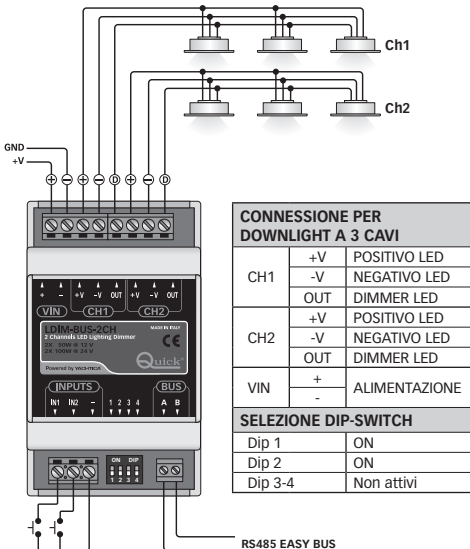 Ch1
Ch2
GND
+V
+ − + − D + − D
+ − +V -V OUT +V -V OUT
VIN CH1 CH2
LDIM-BUS-2CH
MADE IN ITALY
2 Channels LED Lighting Dimmer
2X 50W @ 12 V
2X 100W @ 24 V
CE
Quick®
Powered by
INPUTS BUS
IN1 IN2 − 1 2 3 4 A B
ON DIP
1 2 3 4
RS485 EASY BUS
CONNESSIONE PER
DOWNLIGHT A 3 CAVI
CH1 +V POSITIVO LED
-V NEGATIVO LED
OUT DIMMER LED
CH2 +V POSITIVO LED
-V NEGATIVO LED
OUT DIMMER LED
VIN + ALIMENTAZIONE
-
SELEZIONE DIP-SWITCH
Dip 1 ON
Dip 2 ON
Dip 3-4 Non attivi